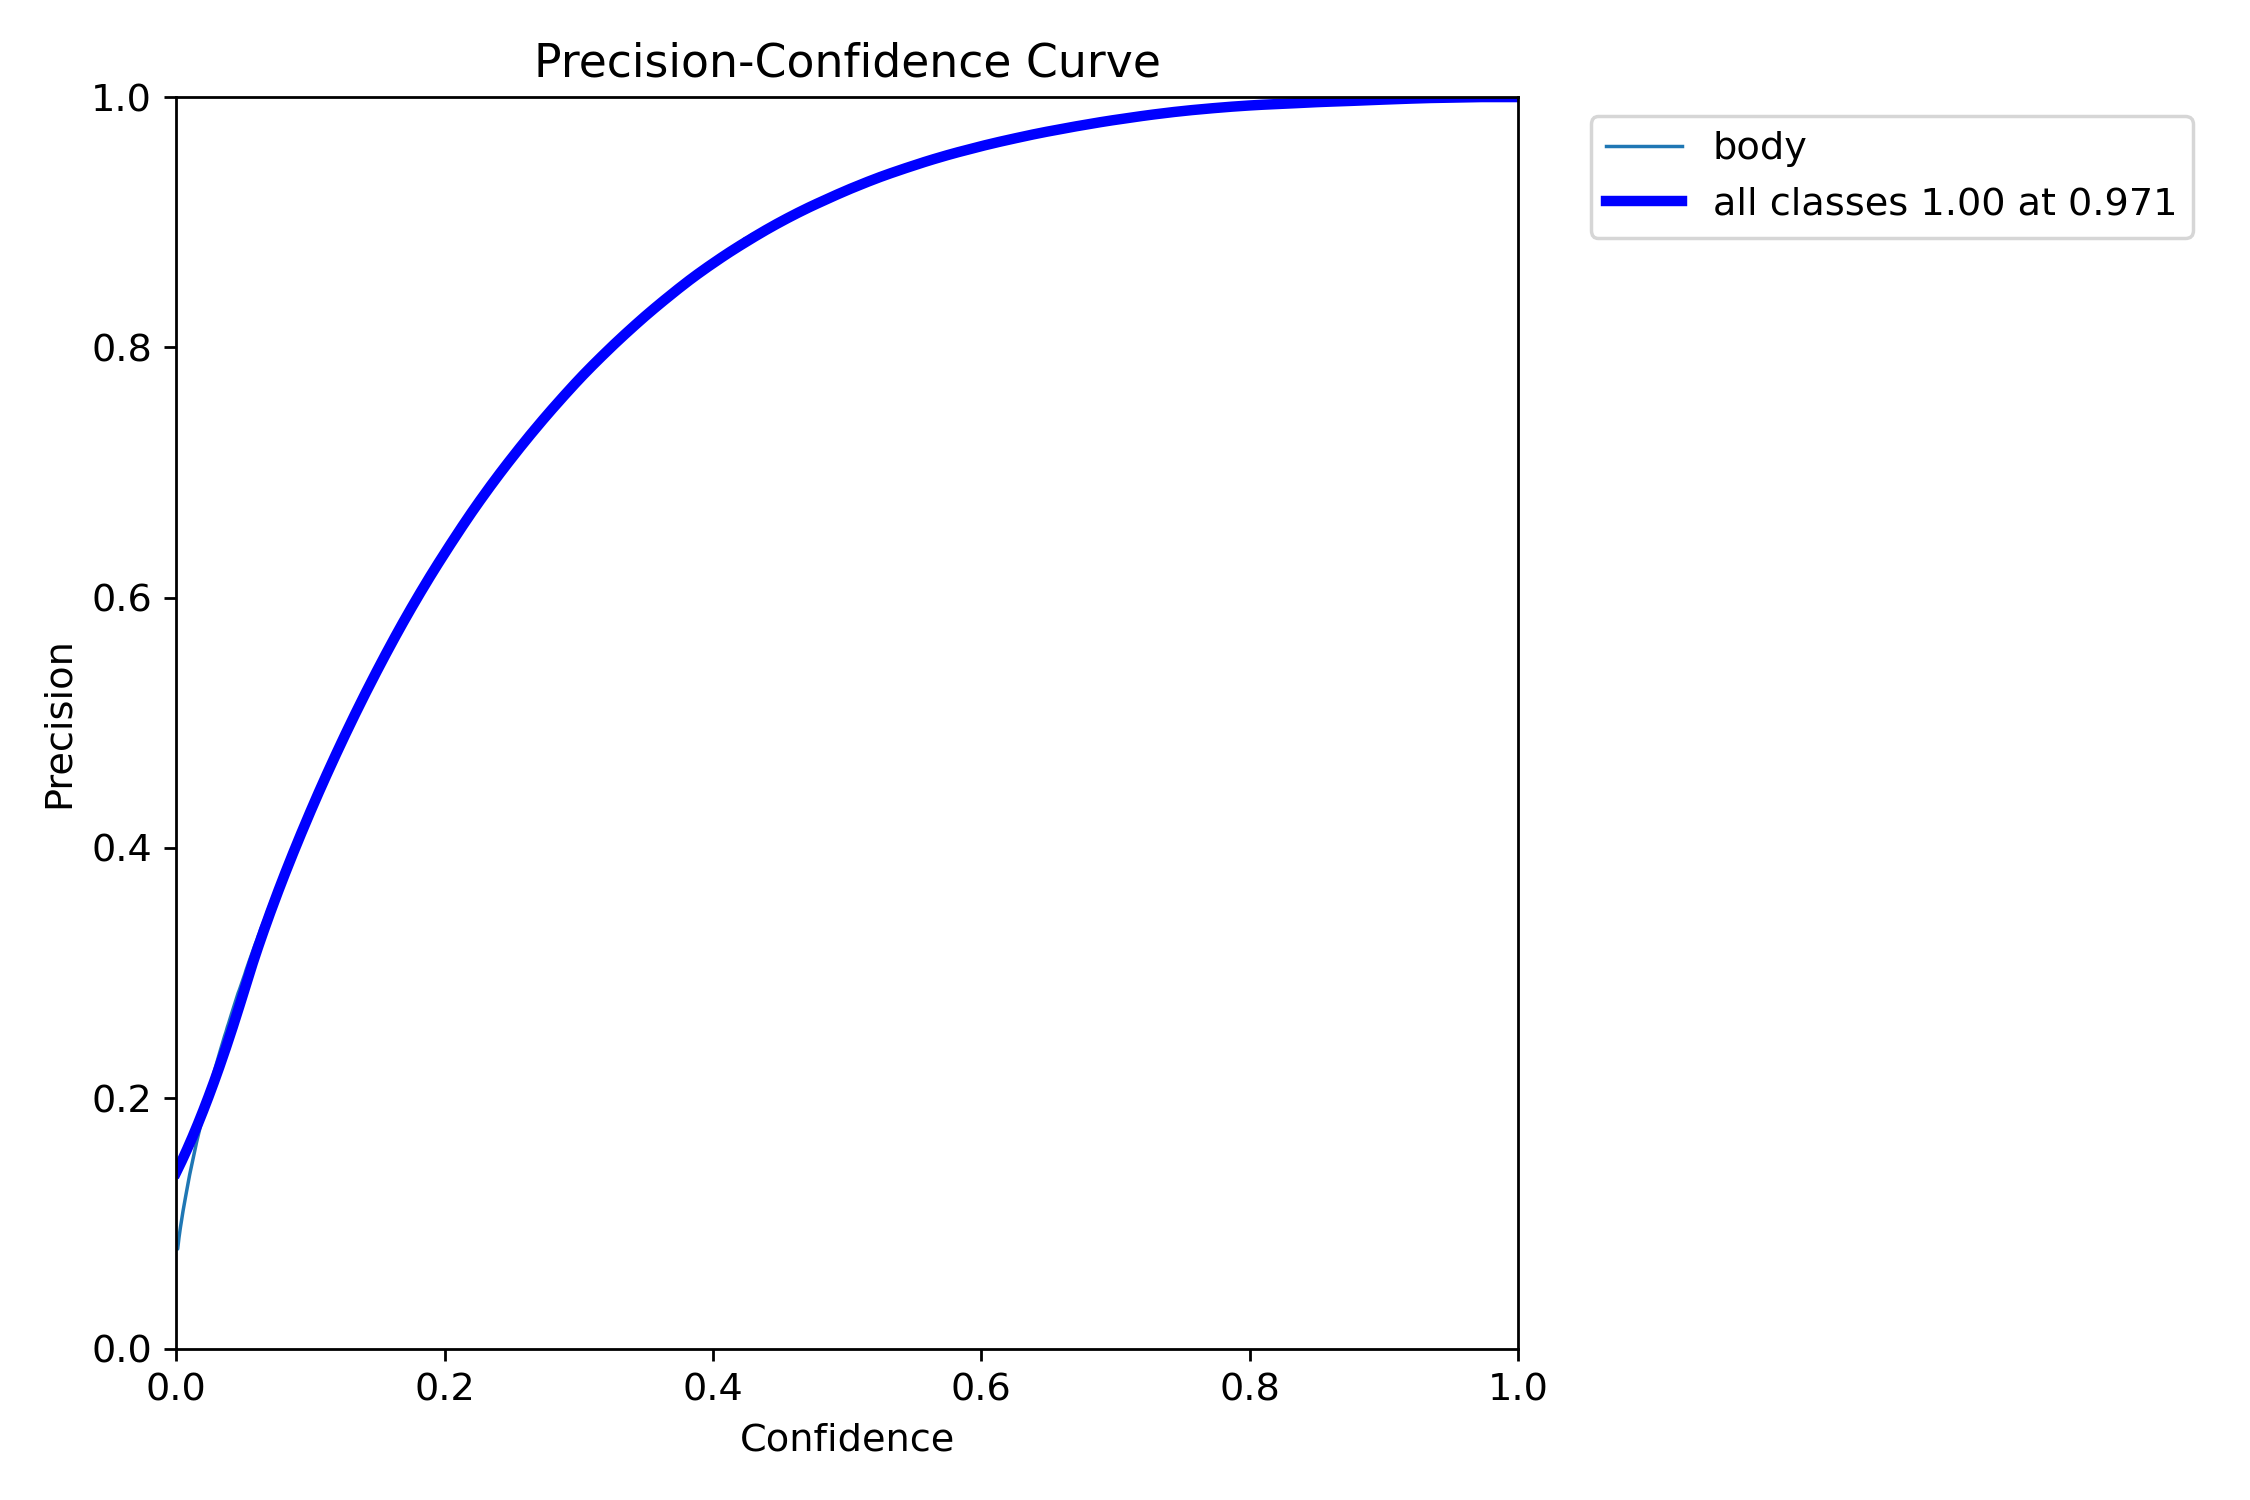 Precision-Confidence Curve
1.0
0.8
0.6
0.4
0.2
0.0
Precision
0.0 0.2 0.4 0.6 0.8 1.0
Confidence
body
all classes 1.00 at 0.971